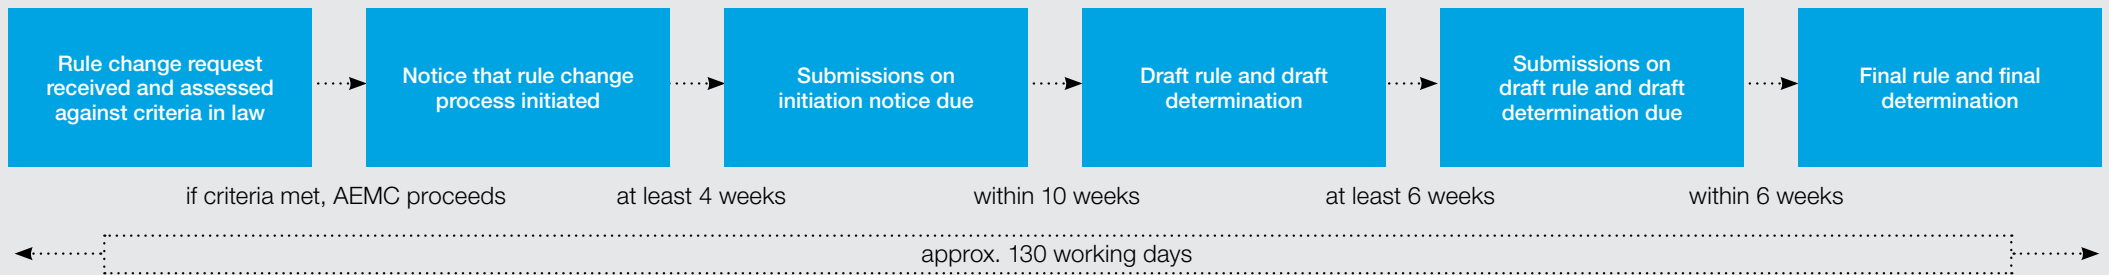 Rule change request
received and assessed
against criteria in law
Notice that rule change
process initiated
Submissions on
initiation notice due
Draft rule and draft
determination
Submissions on
draft rule and draft
determination due
Final rule and final
determination
if criteria met, AEMC proceeds
at least 4 weeks
within 10 weeks
at least 6 weeks
within 6 weeks
approx. 130 working days